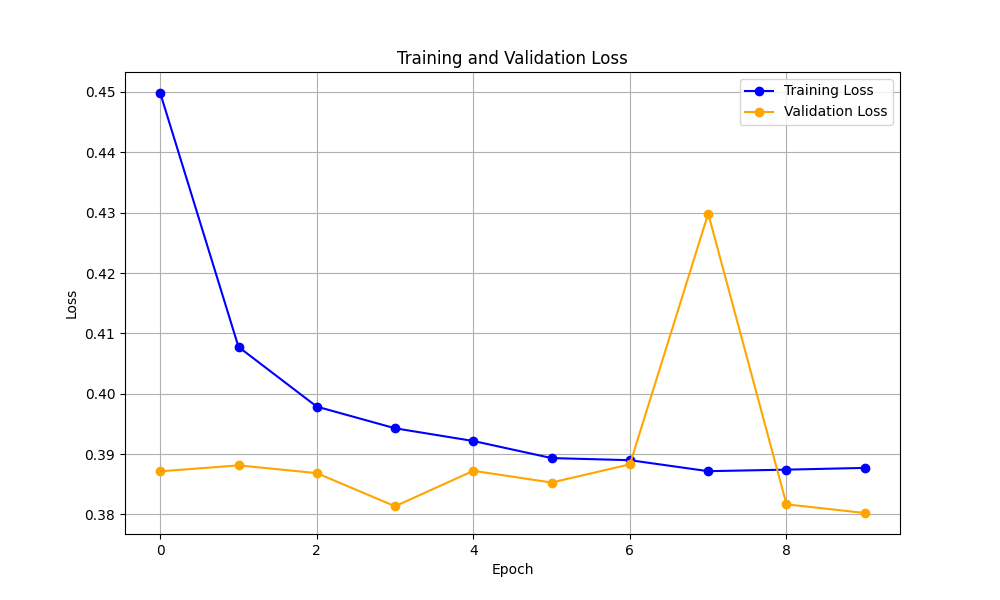 Training and Validation Loss
Training Loss
Validation Loss
0.45
0.44
0.43
0.42
0.41
0.40
0.39
0.38
Loss
0 2 4 6 8
Epoch